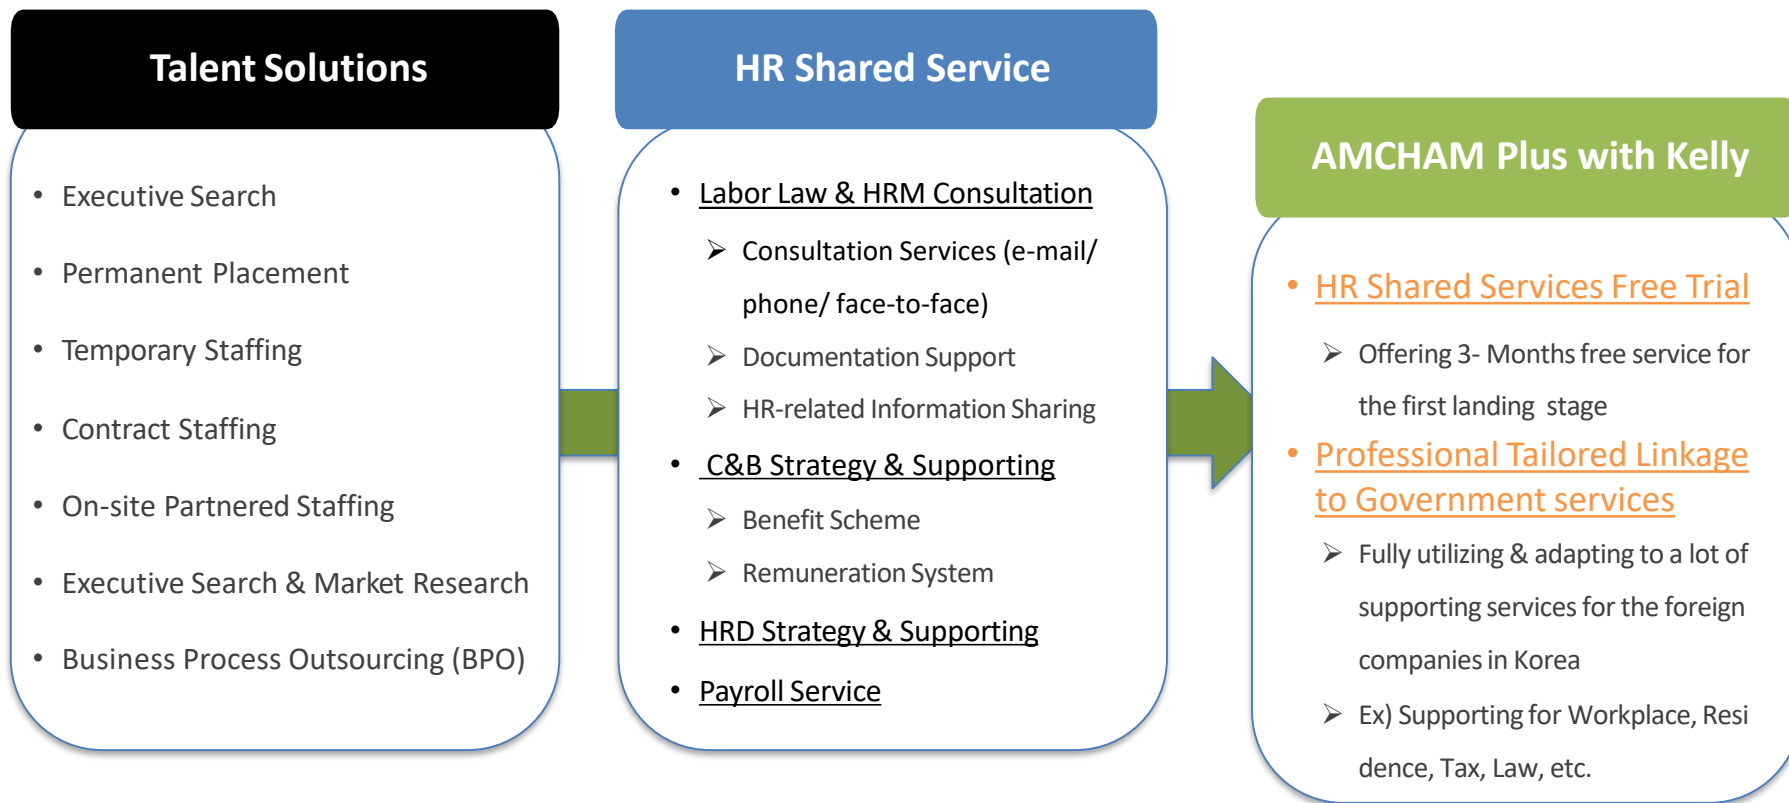 Talent Solutions
• Executive Search
• Permanent Placement
• Temporary Staffing
• Contract Staffing
• On-site Partnered Staffing
• Executive Search & Market Research
• Business Process Outsourcing (BPO)
HR Shared Service
• Labor Law & HRM Consultation
➢ Consultation Services (e-mail/
phone/ face-to-face)
➢ Documentation Support
➢ HR-related Information Sharing
• C&B Strategy & Supporting
➢ Benefit Scheme
➢ Remuneration System
• HRD Strategy & Supporting
• Payroll Service
AMCHAM Plus with Kelly
• HR Shared Services Free Trial
➢ Offering 3- Months free service for
the first landing stage
• Professional Tailored Linkage
to Government services
➢ Fully utilizing & adapting to a lot of
supporting services for the foreign
companies in Korea
➢ Ex) Supporting for Workplace, Resi
dence, Tax, Law, etc.